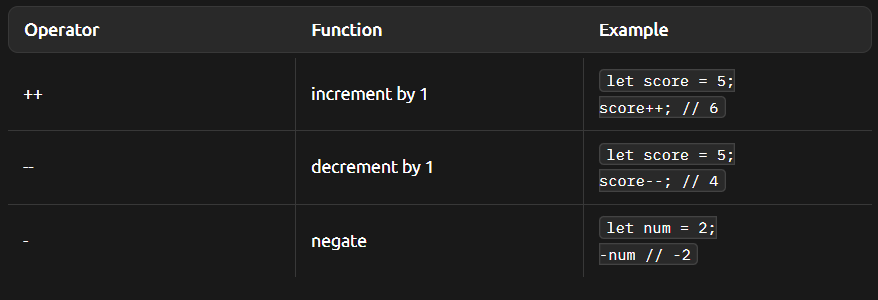 Operator Function Example
++ increment by 1 let score = 5;
score++; // 6
-- decrement by 1 let score = 5;
score--; // 4
- negate let num = 2;
-num // -2